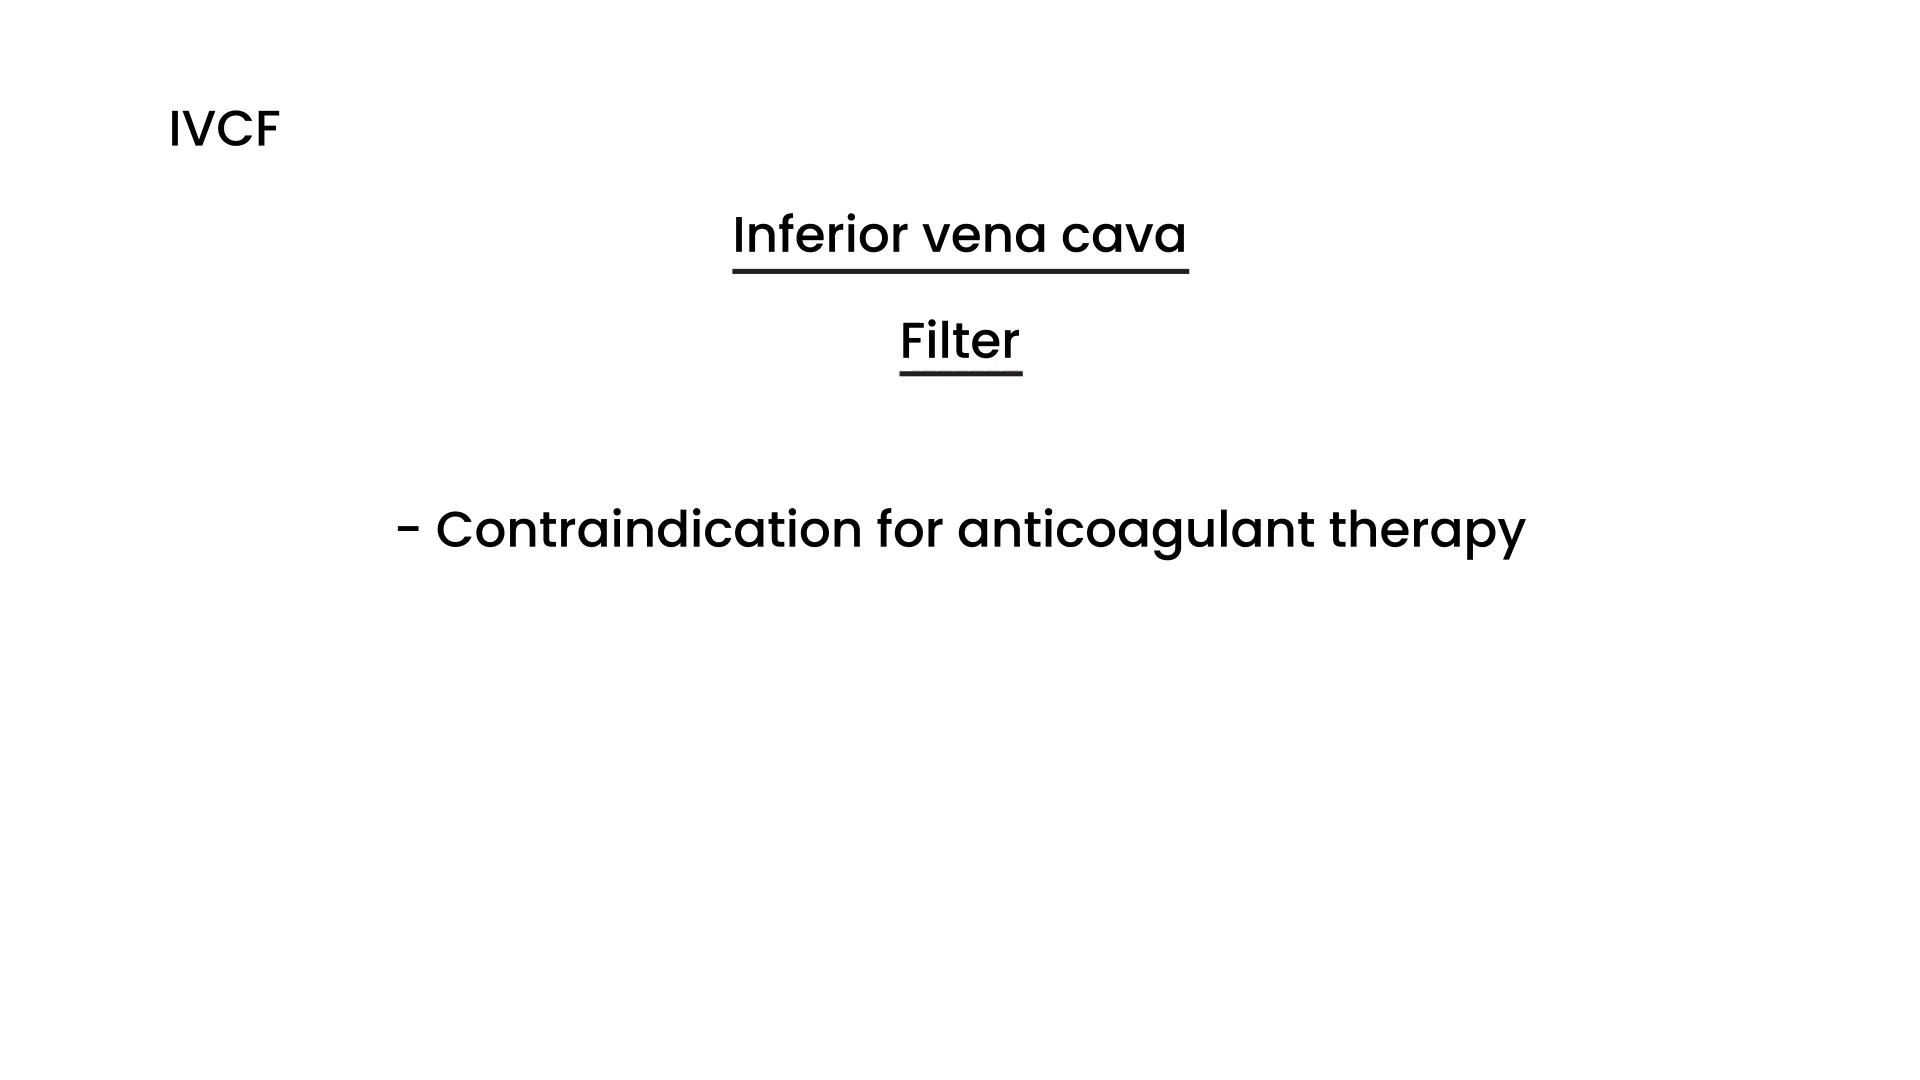 IVCF
Inferior vena cava
Filter
- Contraindication for anticoagulant therapy